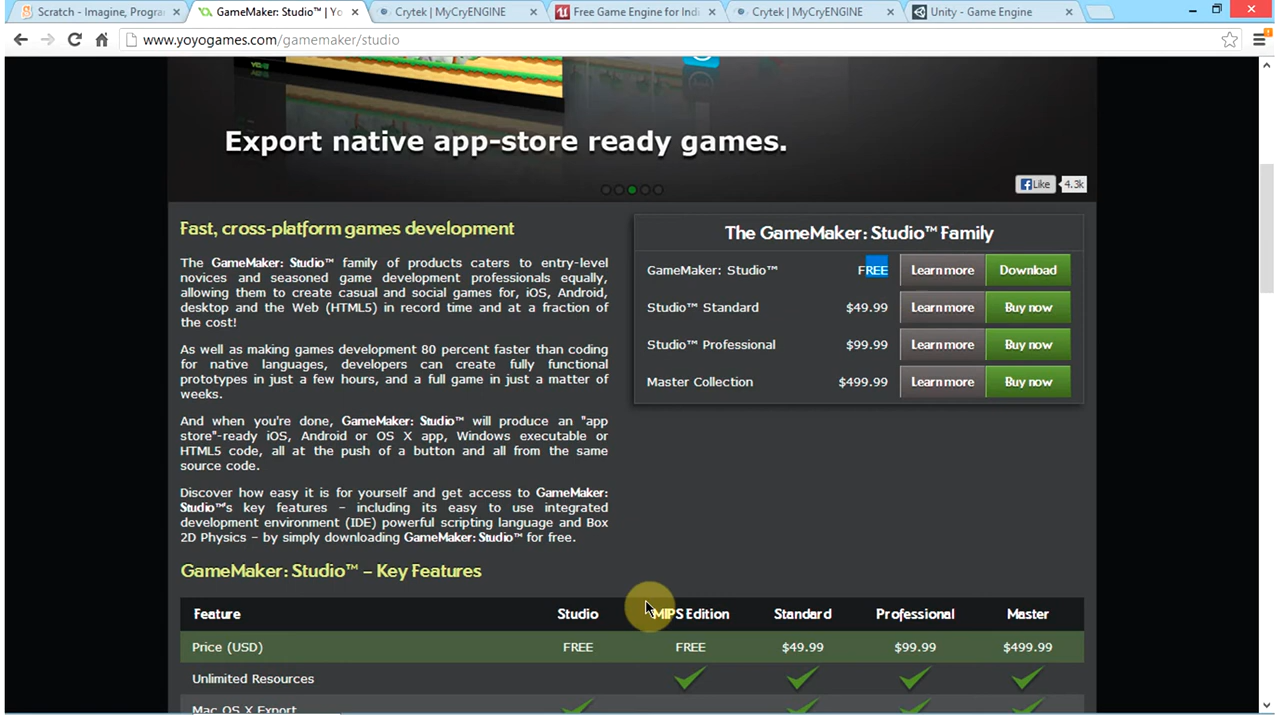 Scratch - Imagine, Program
GameMaker: Studio™ | Yo
Crytek | MyCryENGINE
Free Game Engine for Indi
Crytek | MyCryENGINE
Unity - Game Engine
www.yoyogames.com/gamemaker/studio
Export native app-store ready games.
Like 4.3k
Fast, cross-platform games development
The GameMaker: Studio™ family of products caters to entry-level
novices and seasoned game development professionals equally,
allowing them to create casual and social games for, iOS, Android,
desktop and the Web (HTML5) in record time and at a fraction of
the cost!
As well as making games development 80 percent faster than coding
for native languages, developers can create fully functional
prototypes in just a few hours, and a full game in just a matter of
weeks.
And when you're done, GameMaker: Studio™ will produce an "app
store"-ready iOS, Android or OS X app, Windows executable or
HTML5 code, all at the push of a button and all from the same
source code.
Discover how easy it is for yourself and get access to GameMaker:
Studio™'s key features – including its easy to use integrated
development environment (IDE) powerful scripting language and Box
2D Physics – by simply downloading GameMaker: Studio™ for free.
The GameMaker: Studio™ Family
GameMaker: Studio™ FREE Learn more Download
Studio™ Standard $49.99 Learn more Buy now
Studio™ Professional $99.99 Learn more Buy now
Master Collection $499.99 Learn more Buy now
GameMaker: Studio™ – Key Features
Feature Studio MIPS Edition Standard Professional Master
Price (USD) FREE FREE $49.99 $99.99 $499.99
Unlimited Resources
Mac OS X Export